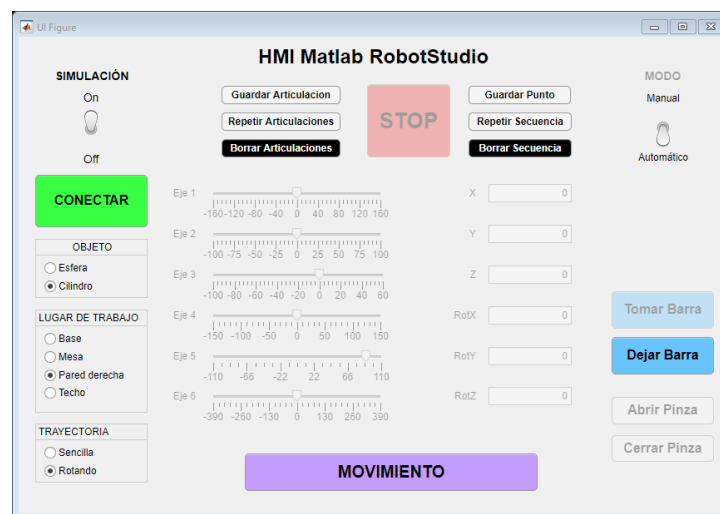 UI Figure
HMI Matlab RobotStudio
SIMULACIÓN
On
Off
CONECTAR
OBJETO
Esfera
Cilindro
LUGAR DE TRABAJO
Base
Mesa
Pared derecha
Techo
TRAYECTORIA
Sencilla
Rotando
Guardar Articulacion
Repetir Articulaciones
Borrar Articulaciones
STOP
Guardar Punto
Repetir Secuencia
Borrar Secuencia
MODO
Manual
Automático
Eje 1
-160 -120 -80 -40 0 40 80 120 160
Eje 2
-100 -75 -50 -25 0 25 50 75 100
Eje 3
-100 -80 -60 -40 -20 0 20 40 60
Eje 4
-150 -100 -50 0 50 100 150
Eje 5
-110 -66 -22 22 66 110
Eje 6
-390 -260 -130 0 130 260 390
X 0
Y 0
Z 0
RotX 0
RotY 0
RotZ 0
Tomar Barra
Dejar Barra
Abrir Pinza
Cerrar Pinza
MOVIMIENTO